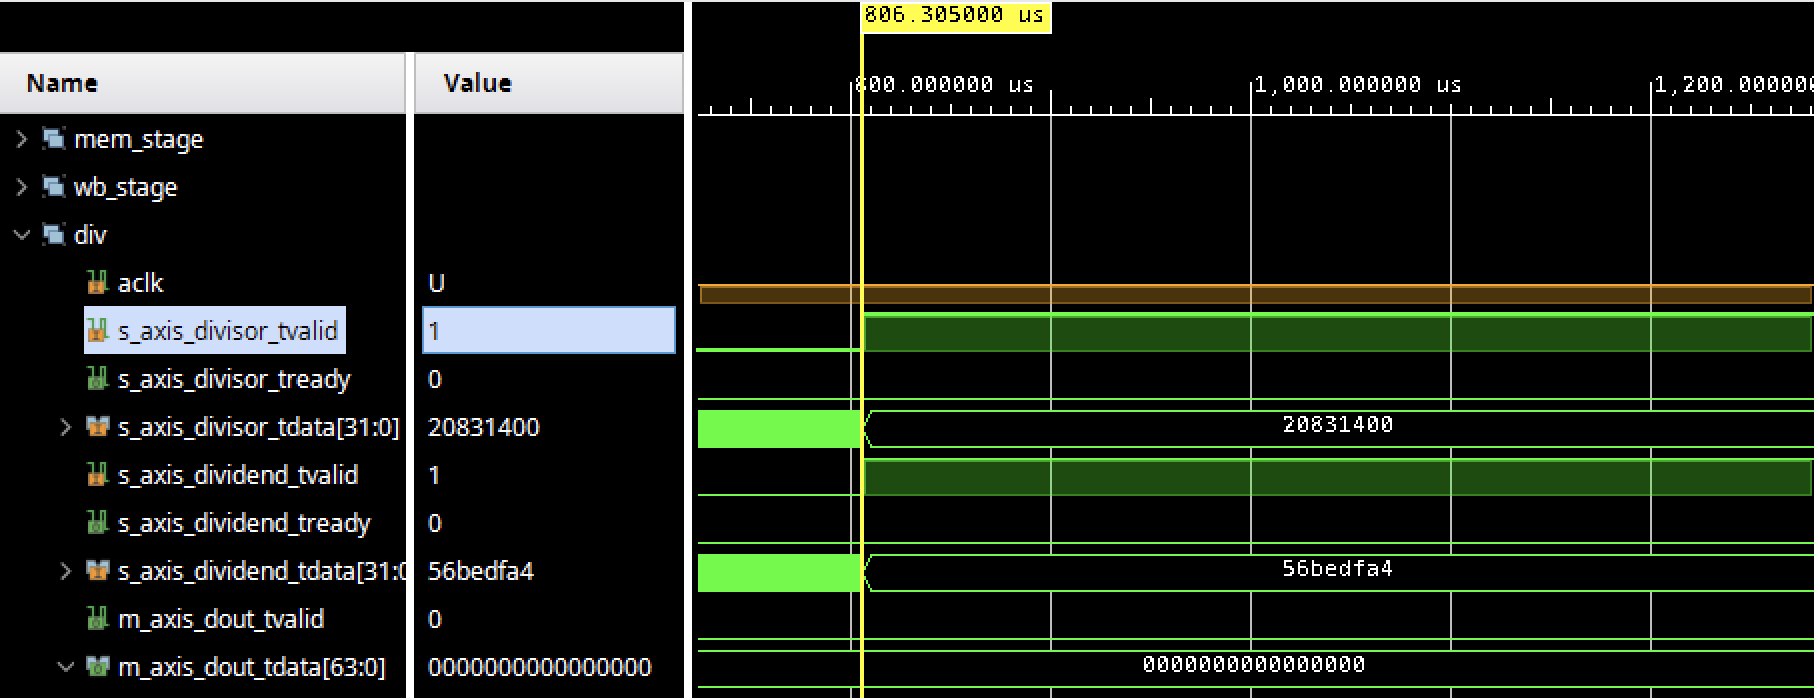 806.305000 us
Name Value
800.000000 us 1,000.000000 us 1,200.000000
mem_stage
wb_stage
div
aclk U
s_axis_divisor_tvalid 1
s_axis_divisor_tready 0
s_axis_divisor_tdata[31:0] 20831400 20831400
s_axis_dividend_tvalid 1
s_axis_dividend_tready 0
s_axis_dividend_tdata[31:0 56bedfa4 56bedfa4
m_axis_dout_tvalid 0
m_axis_dout_tdata[63:0] 0000000000000000 0000000000000000